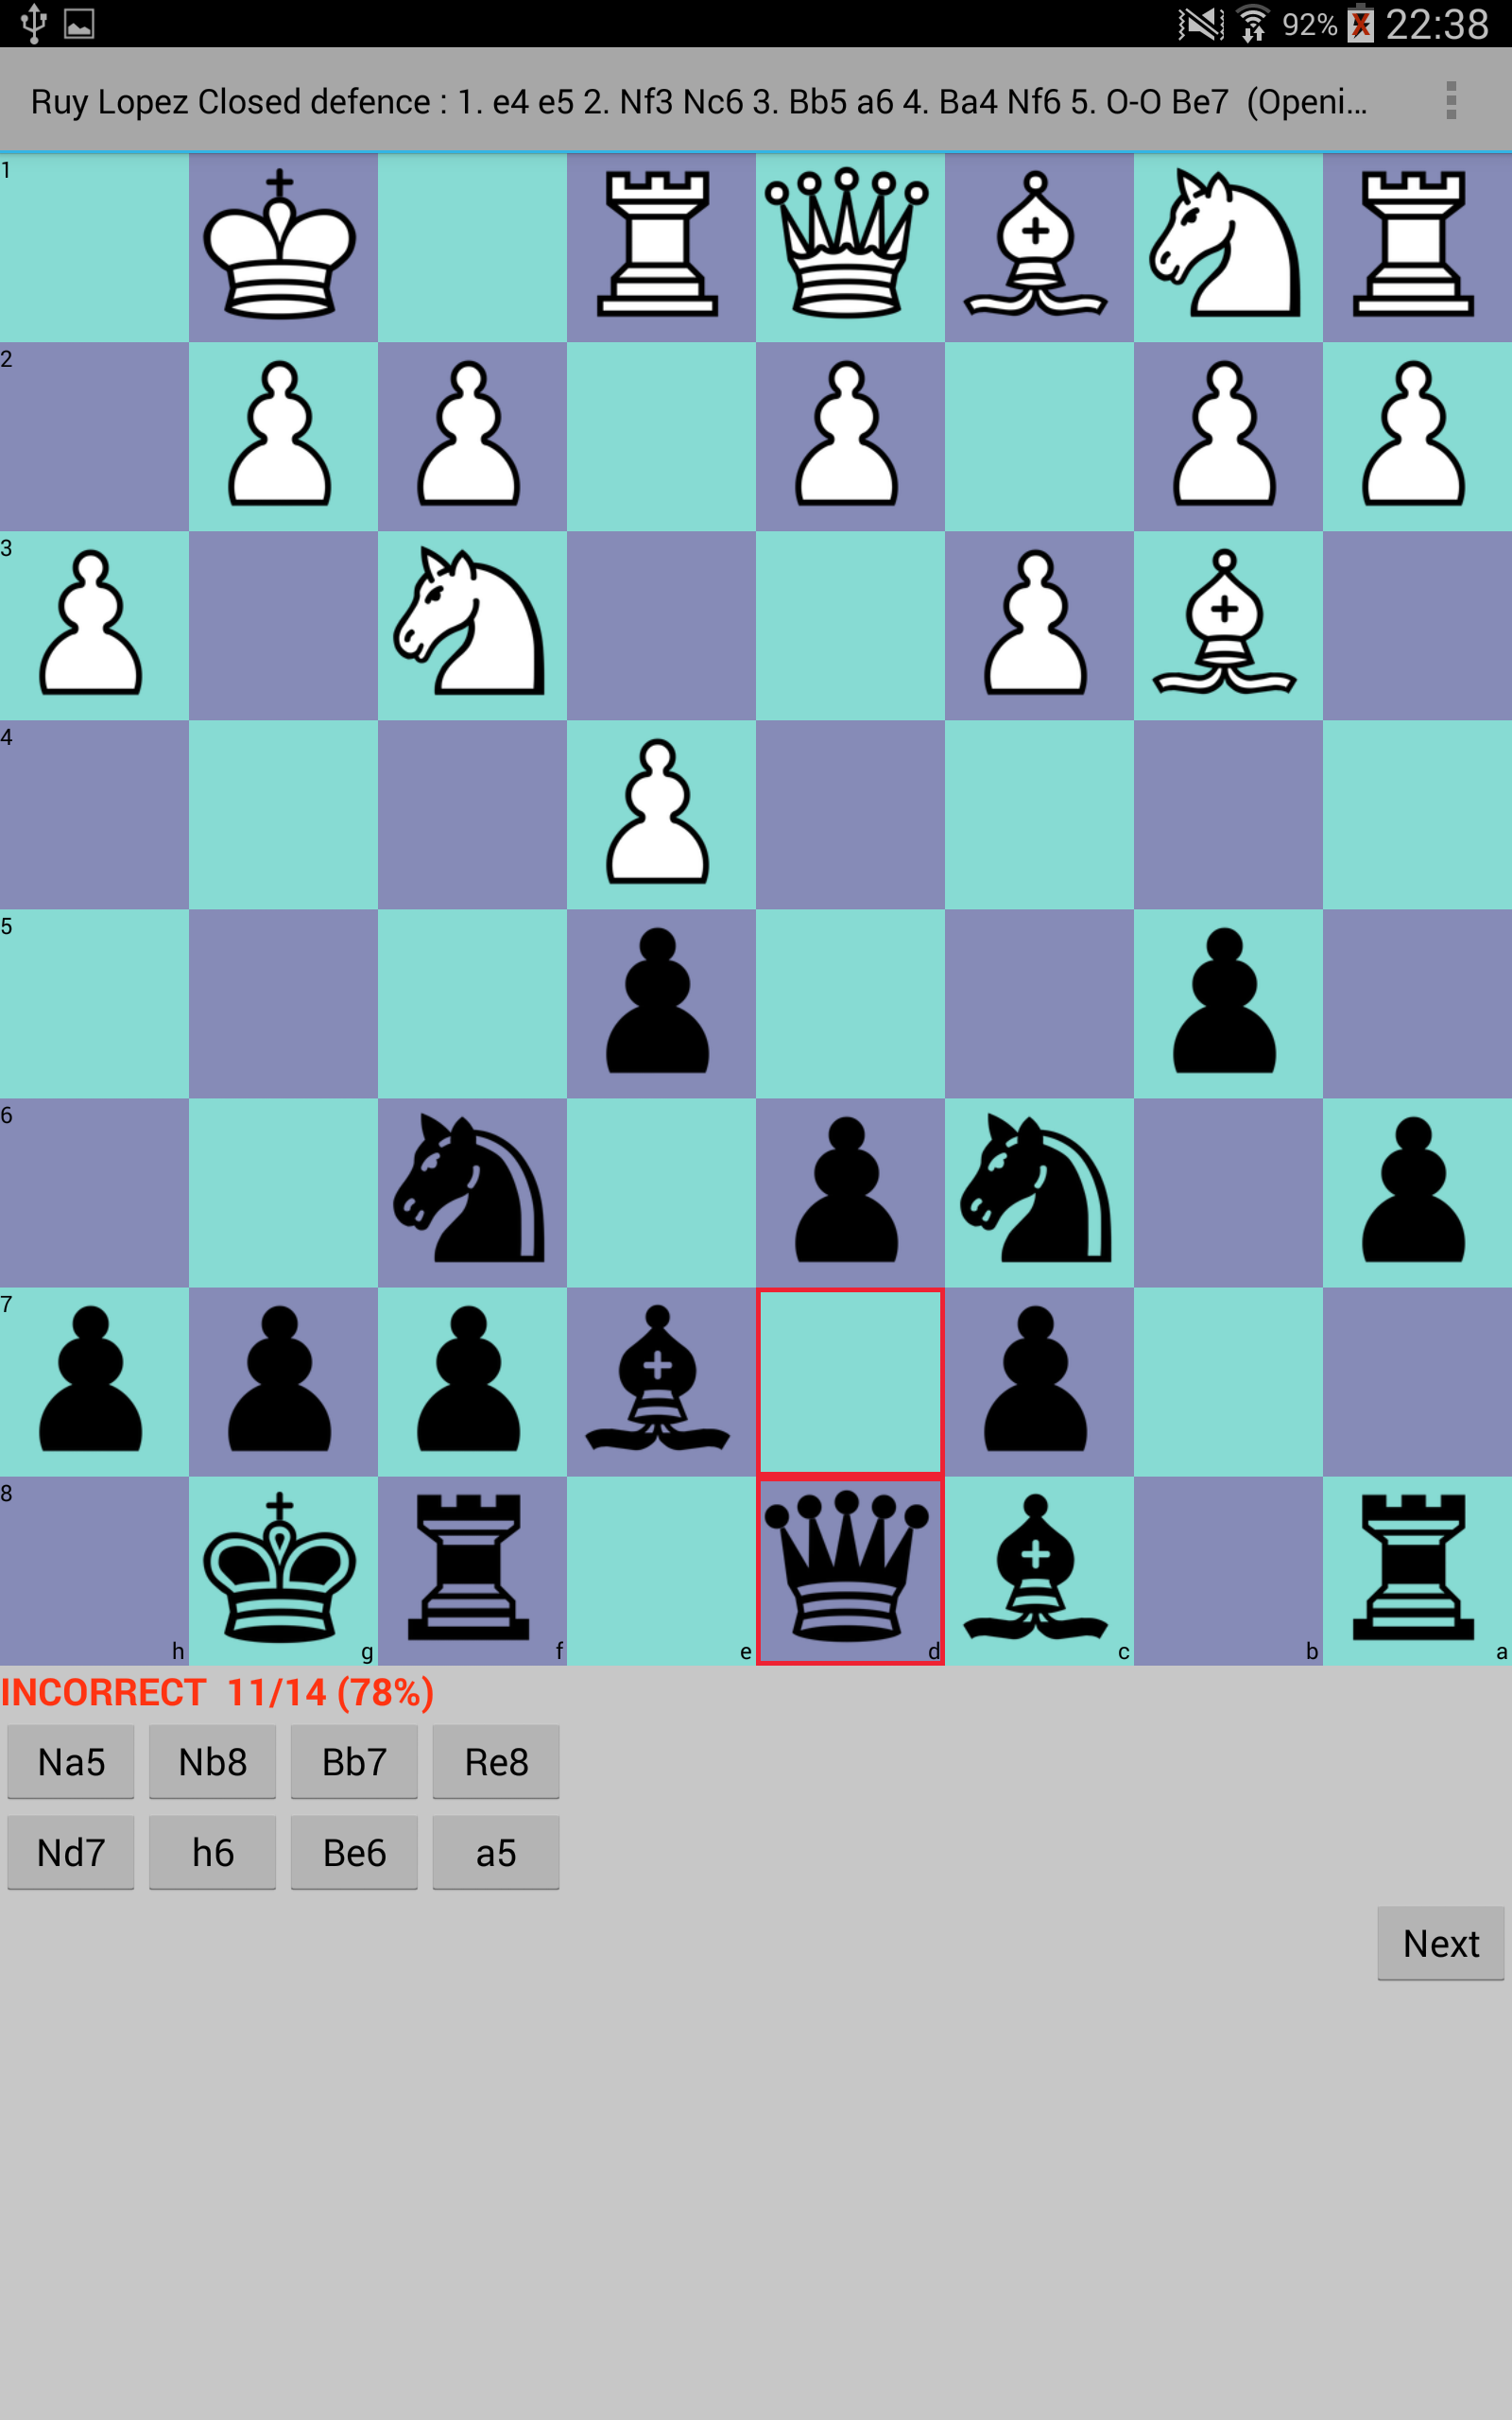 92% 22:38
Ruy Lopez Closed defence : 1. e4 e5 2. Nf3 Nc6 3. Bb5 a6 4. Ba4 Nf6 5. O-O Be7  (Openi...
1
2
3
4
5
6
7
8
h g f e d c b a
INCORRECT  11/14 (78%)
Na5 Nb8 Bb7 Re8
Nd7 h6 Be6 a5
Next